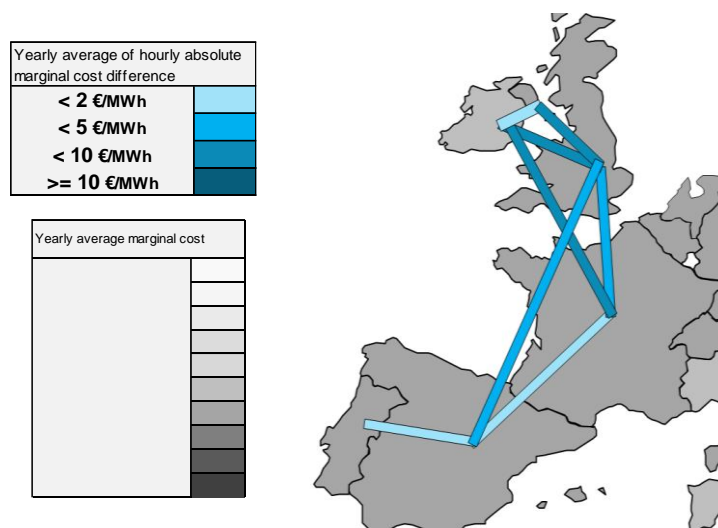 Yearly average of hourly absolute
marginal cost difference
< 2 €/MWh
< 5 €/MWh
< 10 €/MWh
>= 10 €/MWh
Yearly average marginal cost